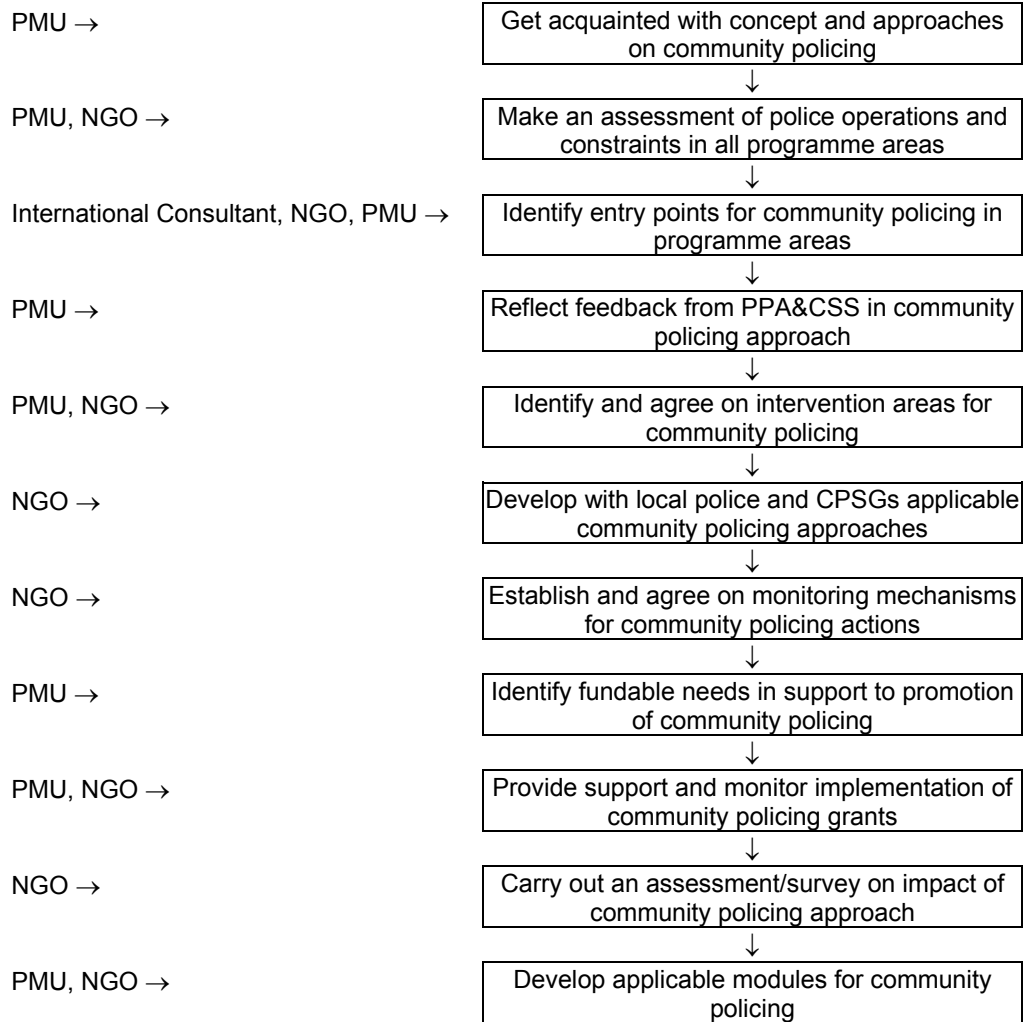 PMU →
Get acquainted with concept and approaches
on community policing
↓
PMU, NGO →
Make an assessment of police operations and
constraints in all programme areas
↓
International Consultant, NGO, PMU →
Identify entry points for community policing in
programme areas
↓
PMU →
Reflect feedback from PPA&CSS in community
policing approach
↓
PMU, NGO →
Identify and agree on intervention areas for
community policing
↓
NGO →
Develop with local police and CPSGs applicable
community policing approaches
↓
NGO →
Establish and agree on monitoring mechanisms
for community policing actions
↓
PMU →
Identify fundable needs in support to promotion
of community policing
↓
PMU, NGO →
Provide support and monitor implementation of
community policing grants
↓
NGO →
Carry out an assessment/survey on impact of
community policing approach
↓
PMU, NGO →
Develop applicable modules for community
policing